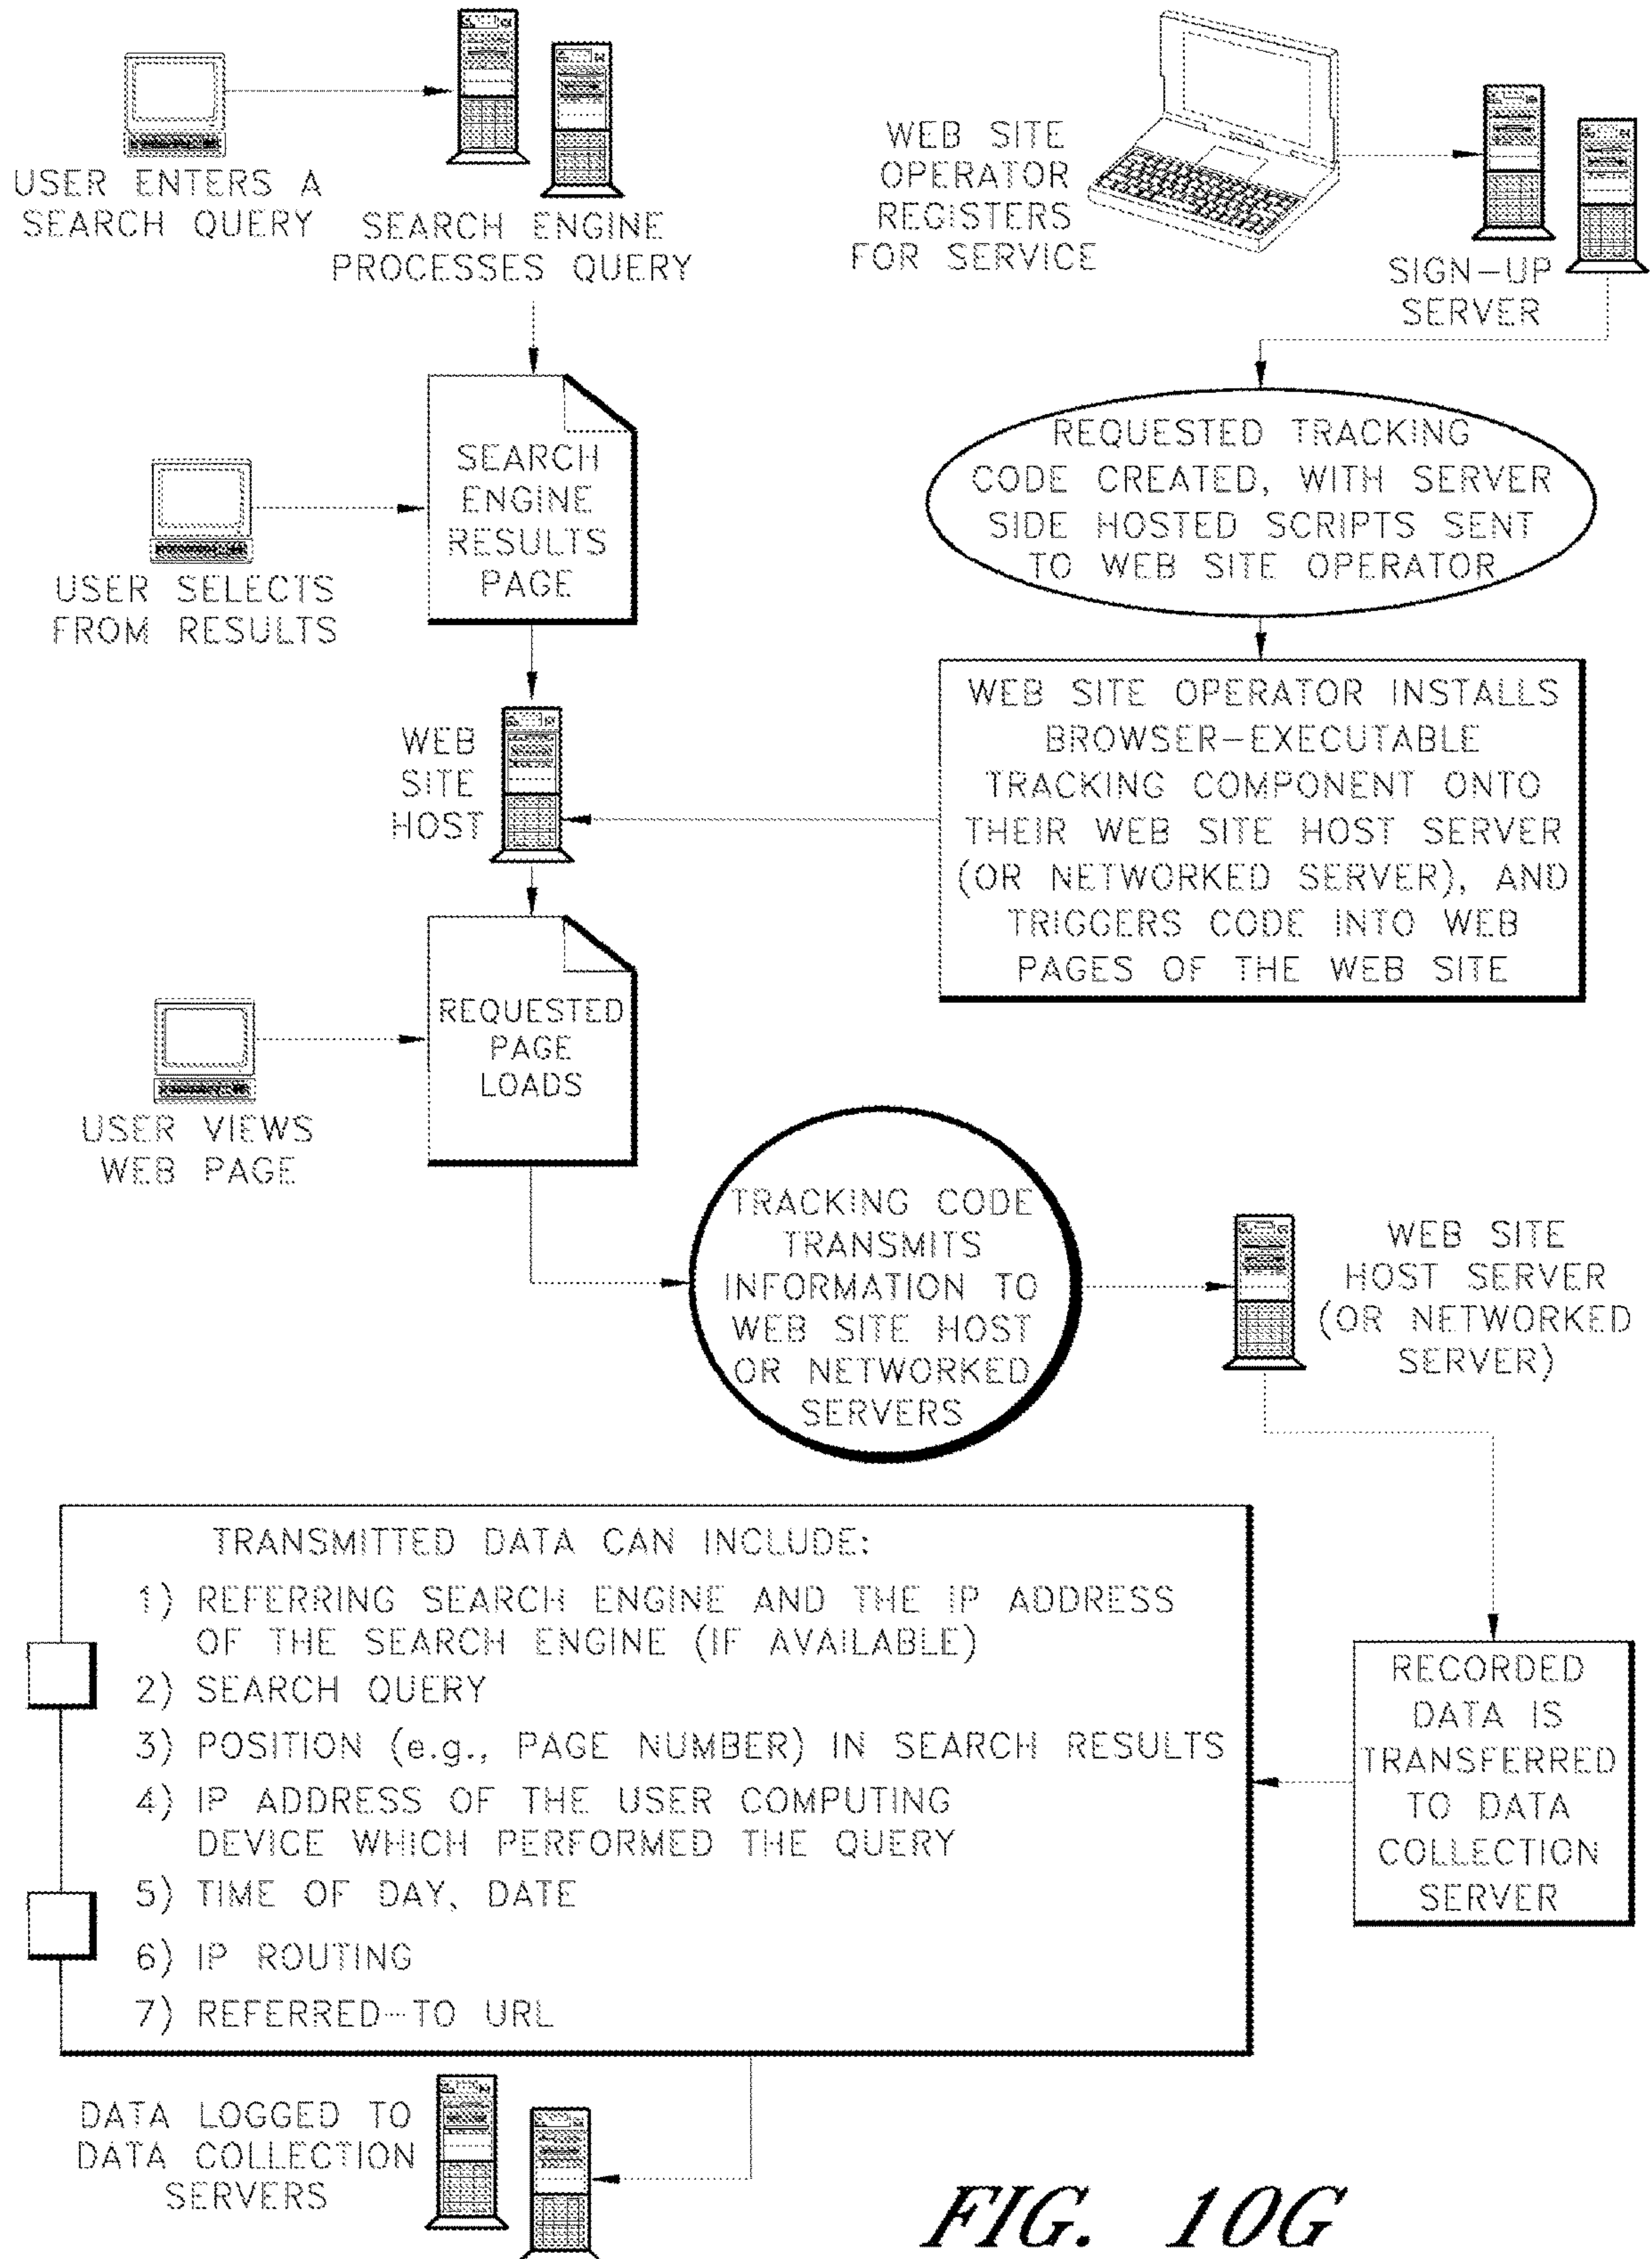 USER ENTERS A
SEARCH QUERY
SEARCH ENGINE
PROCESSES QUERY
WEB SITE
OPERATOR
REGISTERS
FOR SERVICE
SIGN-UP
SERVER
SEARCH
ENGINE
RESULTS
PAGE
REQUESTED TRACKING
CODE CREATED, WITH SERVER
SIDE HOSTED SCRIPTS SENT
TO WEB SITE OPERATOR
USER SELECTS
FROM RESULTS
WEB
SITE
HOST
WEB SITE OPERATOR INSTALLS
BROWSER-EXECUTABLE
TRACKING COMPONENT ONTO
THEIR WEB SITE HOST SERVER
(OR NETWORKED SERVER), AND
TRIGGERS CODE INTO WEB
PAGES OF THE WEB SITE
REQUESTED
PAGE
LOADS
USER VIEWS
WEB PAGE
TRACKING CODE
TRANSMITS
INFORMATION TO
WEB SITE HOST
OR NETWORKED
SERVERS
WEB SITE
HOST SERVER
(OR NETWORKED
SERVER)
TRANSMITTED DATA CAN INCLUDE:
1) REFERRING SEARCH ENGINE AND THE IP ADDRESS
OF THE SEARCH ENGINE (IF AVAILABLE)
2) SEARCH QUERY
3) POSITION (e.g., PAGE NUMBER) IN SEARCH RESULTS
4) IP ADDRESS OF THE USER COMPUTING
DEVICE WHICH PERFORMED THE QUERY
5) TIME OF DAY, DATE
6) IP ROUTING
7) REFERRED-TO URL
RECORDED
DATA IS
TRANSFERRED
TO DATA
COLLECTION
SERVER
DATA LOGGED TO
DATA COLLECTION
SERVERS
FIG. 10G